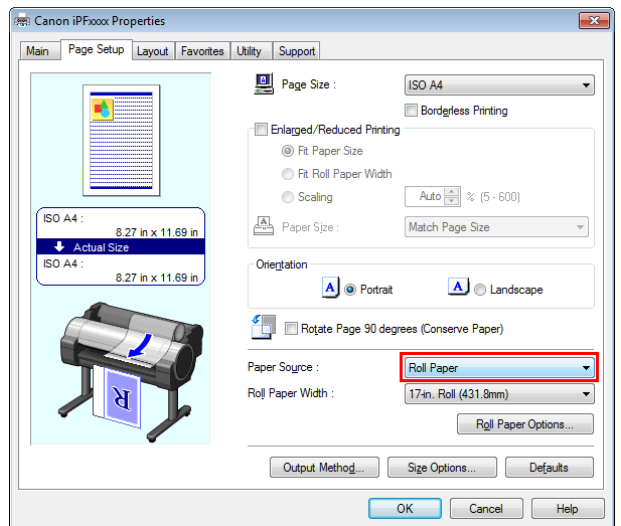 Canon iPFxxxx Properties
Main Page Setup Layout Favorites Utility Support
Page Size : ISO A4
Borderless Printing
Enlarged/Reduced Printing
Fit Paper Size
Fit Roll Paper Width
Scaling Auto % (5 - 600)
Paper Size : Match Page Size
ISO A4 :
8.27 in x 11.69 in
Actual Size
ISO A4 :
8.27 in x 11.69 in
Orientation
A Portrait A Landscape
Rotate Page 90 degrees (Conserve Paper)
Paper Source : Roll Paper
Roll Paper Width : 17-in. Roll (431.8mm)
Roll Paper Options...
R
Output Method... Size Options... Defaults
OK Cancel Help